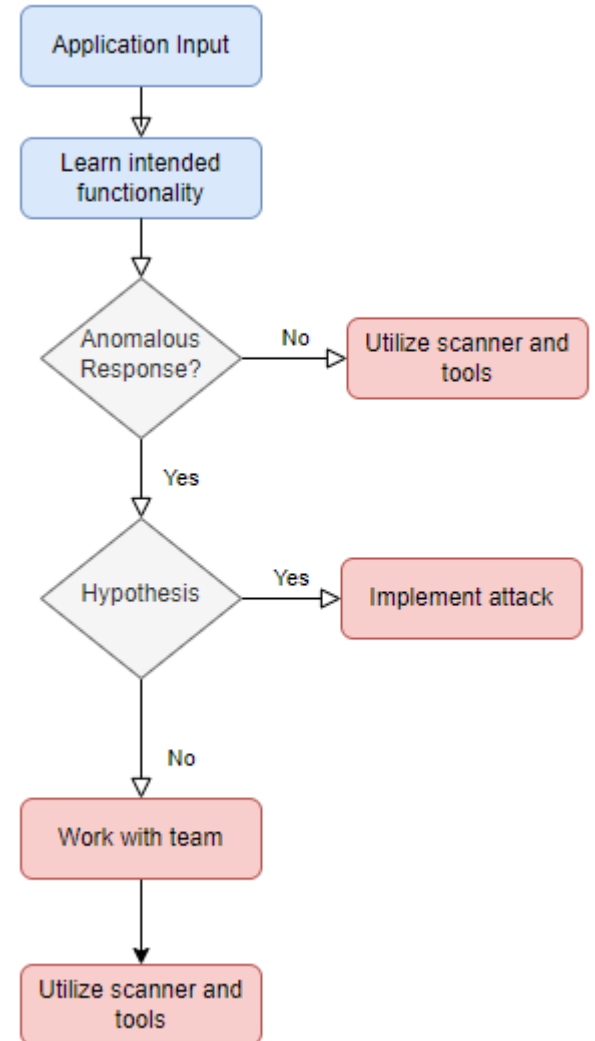 Application Input
Learn intended
functionality
Anomalous
Response?
No
Utilize scanner and
tools
Yes
Hypothesis
Yes
Implement attack
No
Work with team
Utilize scanner and
tools